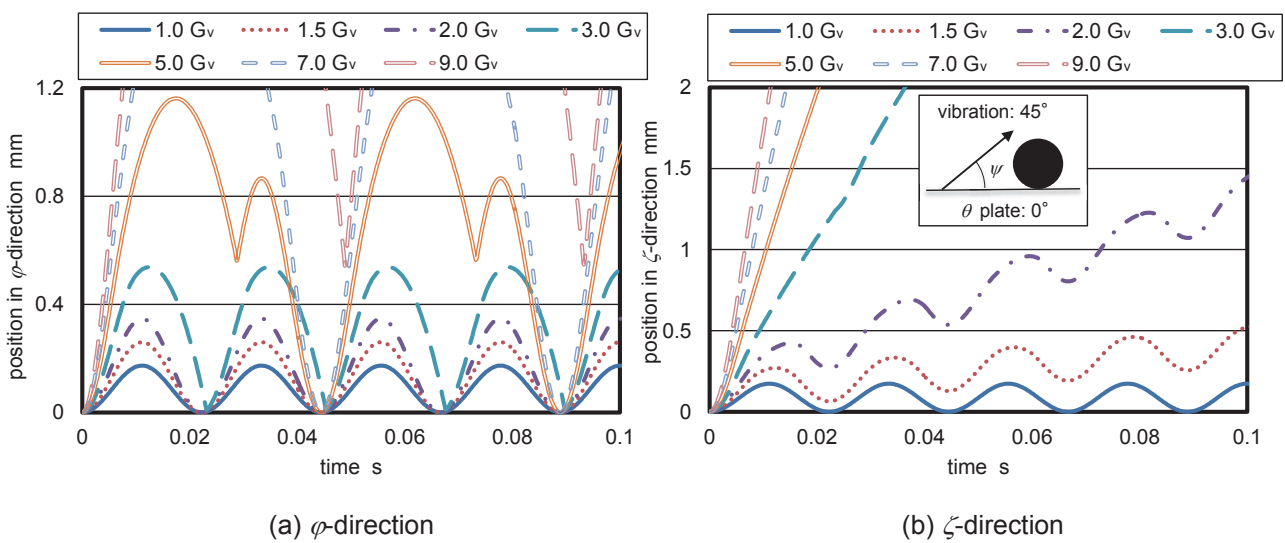 1.0 Gv 1.5 Gv 2.0 Gv 3.0 Gv
5.0 Gv 7.0 Gv 9.0 Gv
position in φ-direction mm
1.2
0.8
0.4
0
0 0.02 0.04 0.06 0.08 0.1
time s
(a) φ-direction
1.0 Gv 1.5 Gv 2.0 Gv 3.0 Gv
5.0 Gv 7.0 Gv 9.0 Gv
position in ζ-direction mm
2
1.5
1
0.5
0
vibration: 45°
ψ
θ plate: 0°
0 0.02 0.04 0.06 0.08 0.1
time s
(b) ζ-direction